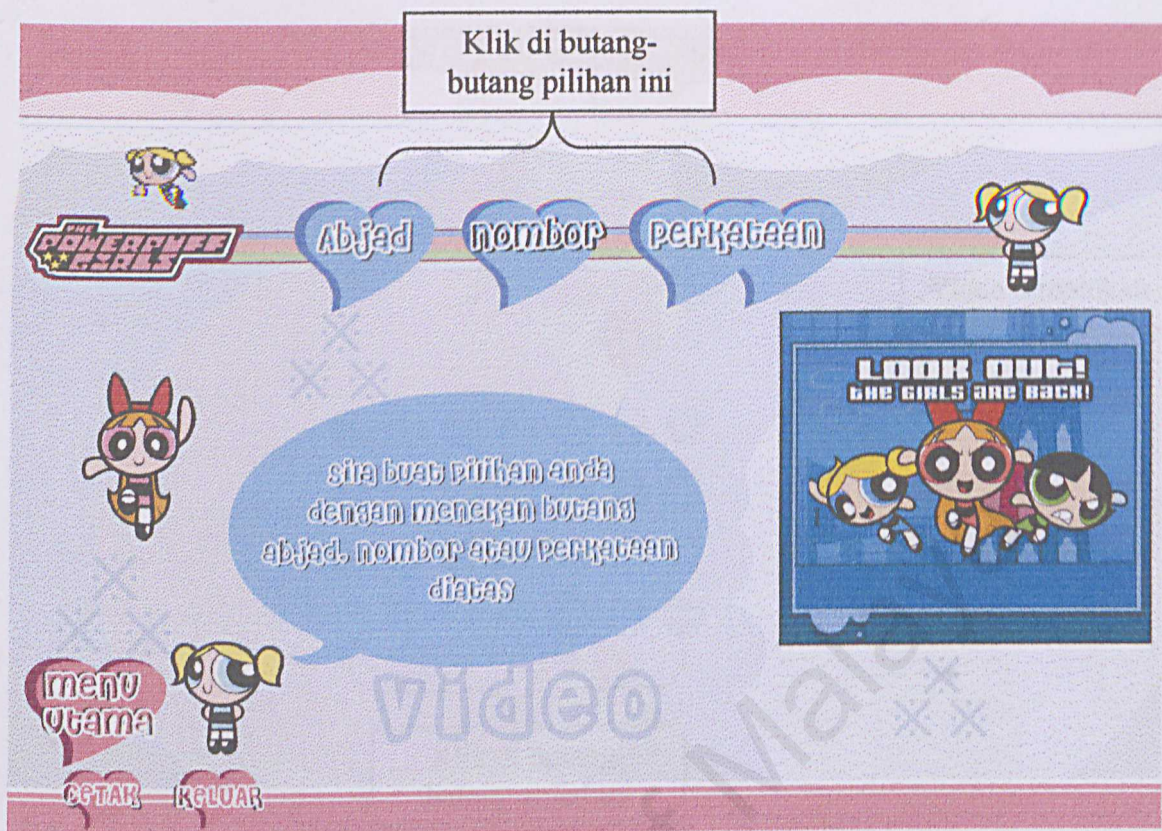 Klik di butang-
butang pilihan ini
THE
POWERPUFF
GIRLS
Abjad
nombor
perkataan
LOOK OUT!
THE GIRLS ARE BACK!
sila buat pilihan anda
dengan menekan butang
abjad, nombor atau perkataan
diatas
menu
utama
video
CETAK
KELUAR
Malay